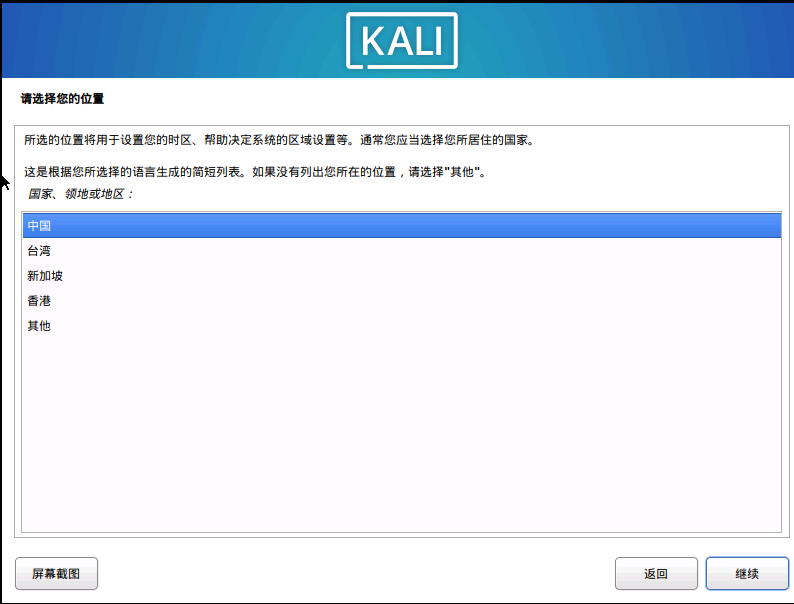 KALI
请选择您的位置
所选的位置将用于设置您的时区、帮助决定系统的区域设置等。通常您应当选择您所居住的国家。
这是根据您所选择的语言生成的简短列表。如果没有列出您所在的位置，请选择"其他"。
国家、领地或地区：
中国
台湾
新加坡
香港
其他
屏幕截图
返回
继续